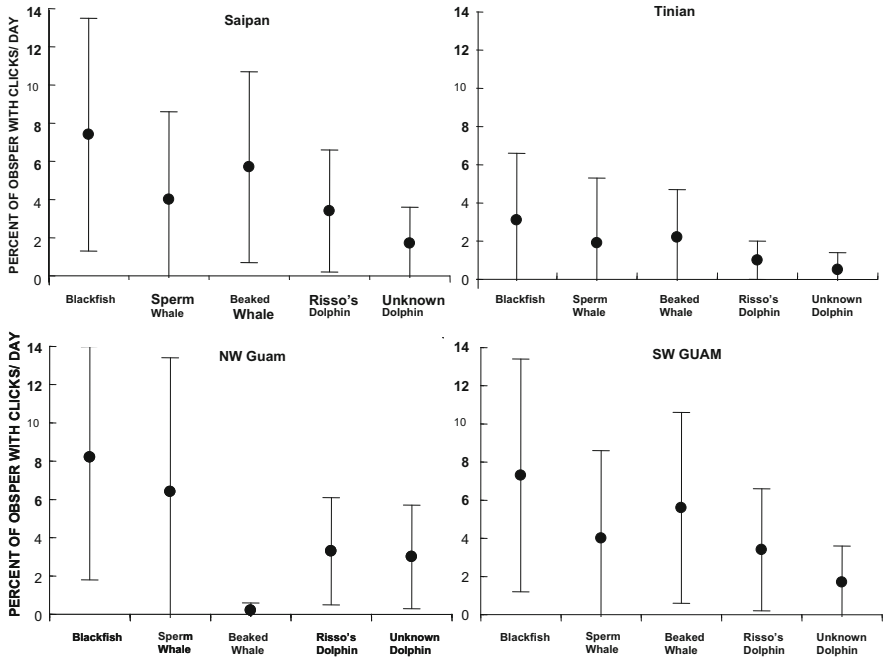 Saipan
PERCENT OF OBSPER WITH CLICKS/ DAY
14
12
10
8
6
4
2
0
Blackfish
Sperm
Whale
Beaked
Whale
Risso's
Dolphin
Unknown
Dolphin
Tinian
14
12
10
8
6
4
2
0
Blackfish
Sperm
Whale
Beaked
Whale
Risso's
Dolphin
Unknown
Dolphin
NW Guam
PERCENT OF OBSPER WITH CLICKS/ DAY
14
12
10
8
6
4
2
0
Blackfish
Sperm
Whale
Beaked
Whale
Risso's
Dolphin
Unknown
Dolphin
SW GUAM
14
12
10
8
6
4
2
0
Blackfish
Sperm
Whale
Beaked
Whale
Risso's
Dolphin
Unknown
Dolphin